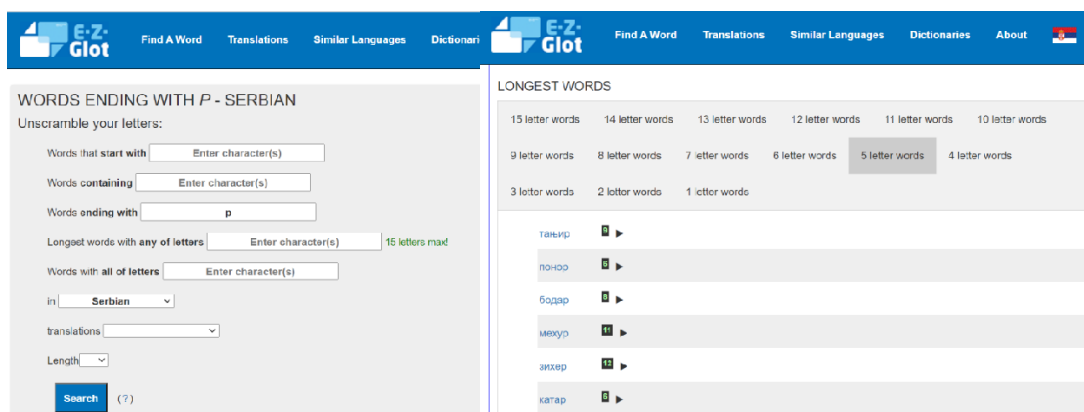 E·Z·
Glot
Find A Word Translations Similar Languages Dictionari
WORDS ENDING WITH P - SERBIAN
Unscramble your letters:
Words that start with Enter character(s)
Words containing Enter character(s)
Words ending with р
Longest words with any of letters Enter character(s) 15 letters max!
Words with all of letters Enter character(s)
in Serbian
translations
Length
Search (?)
E·Z·
Glot
Find A Word Translations Similar Languages Dictionaries About
LONGEST WORDS
15 letter words 14 letter words 13 letter words 12 letter words 11 letter words 10 letter words
9 letter words 8 letter words 7 letter words 6 letter words 5 letter words 4 letter words
3 letter words 2 letter words 1 letter words
тањир 9
понор 5
бодар 8
мехур 11
зихер 13
катар 6